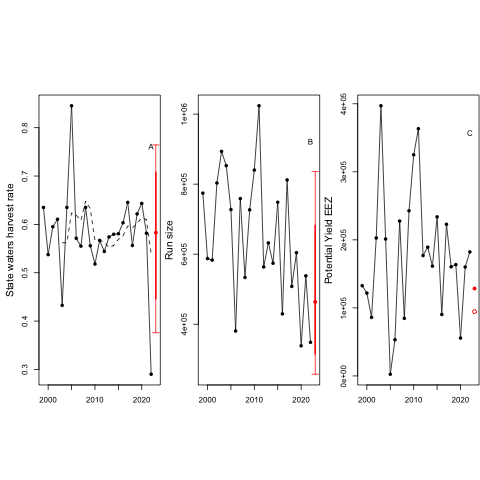 State waters harvest rate
0.8
0.7
0.6
0.5
0.4
0.3
2000
2010
2020
A
Run size
1e+06
8e+05
6e+05
4e+05
2000
2010
2020
B
Potential Yield EEZ
4e+05
3e+05
2e+05
1e+05
0e+00
2000
2010
2020
C